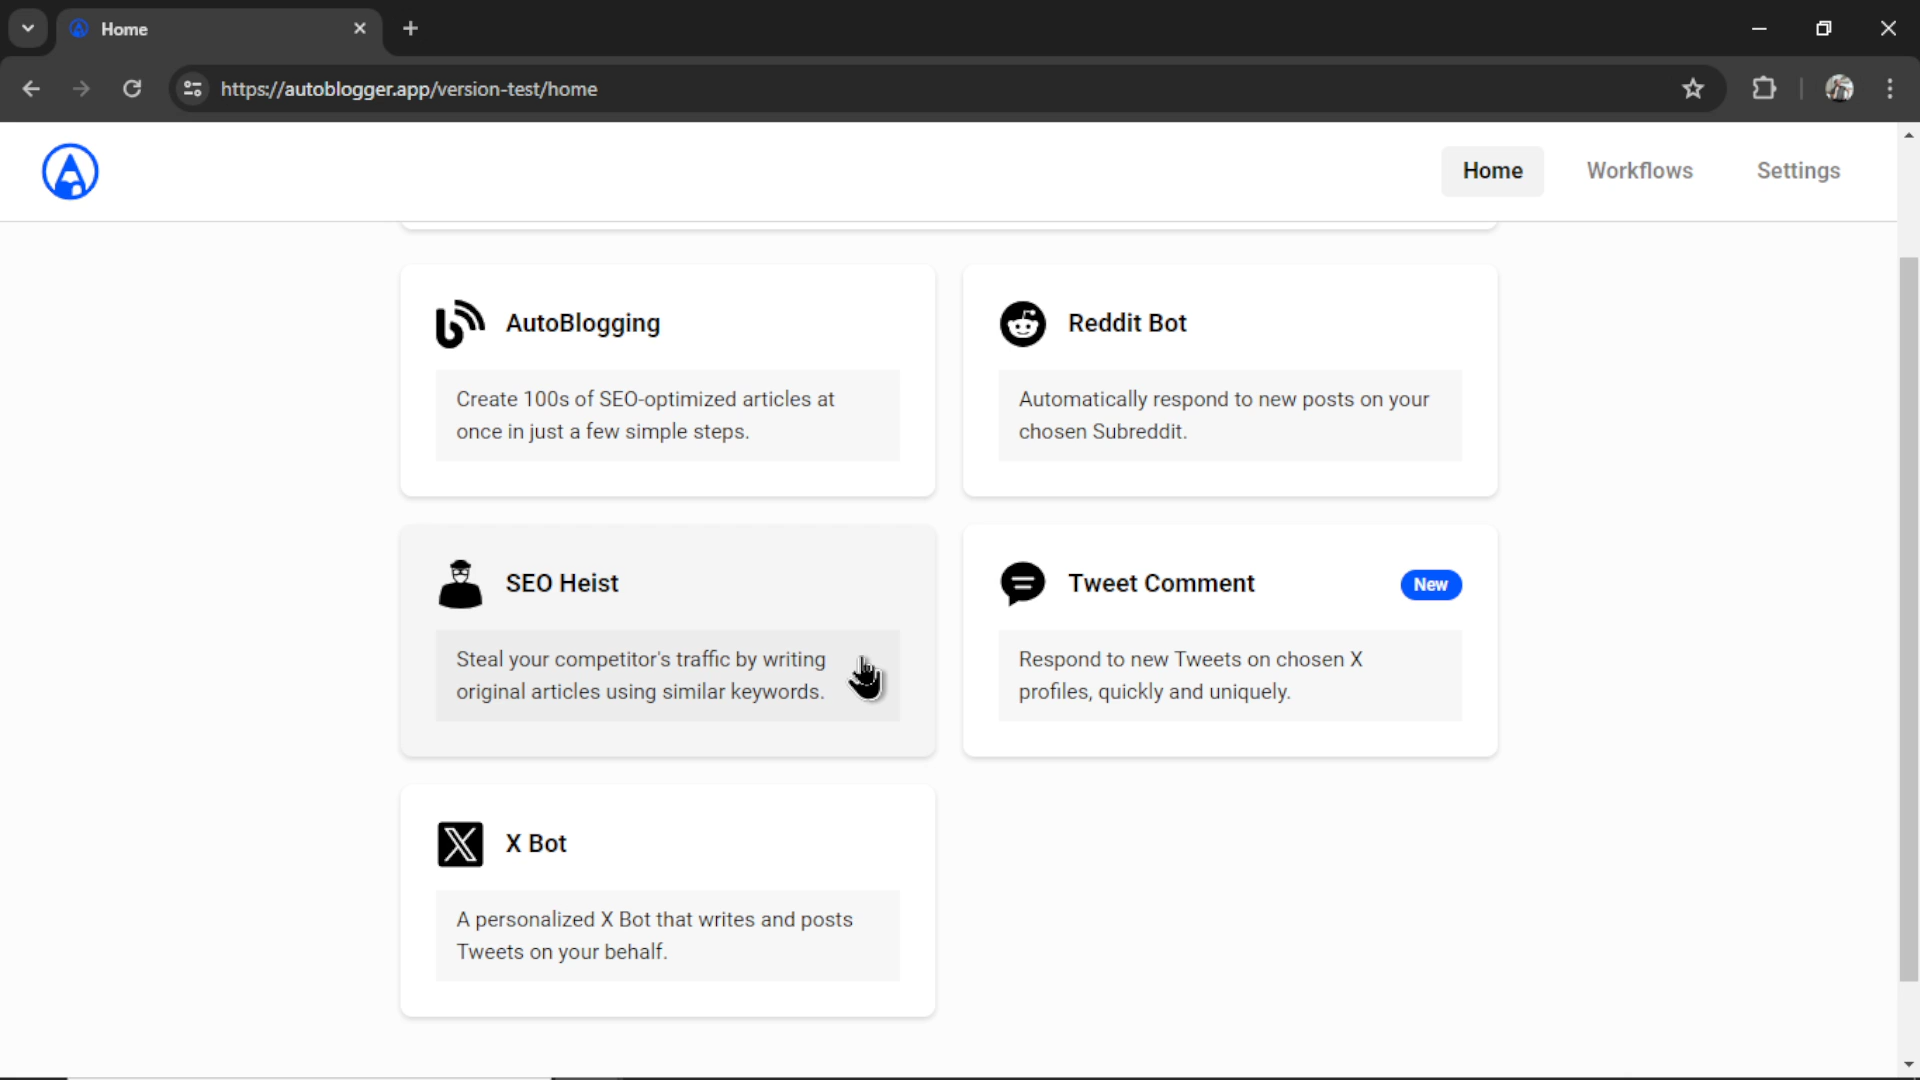 Home
https://autoblogger.app/version-test/home
Home Workflows Settings
AutoBlogging
Create 100s of SEO-optimized articles at
once in just a few simple steps.
Reddit Bot
Automatically respond to new posts on your
chosen Subreddit.
SEO Heist
Steal your competitor's traffic by writing
original articles using similar keywords.
Tweet Comment
New
Respond to new Tweets on chosen X
profiles, quickly and uniquely.
X Bot
A personalized X Bot that writes and posts
Tweets on your behalf.